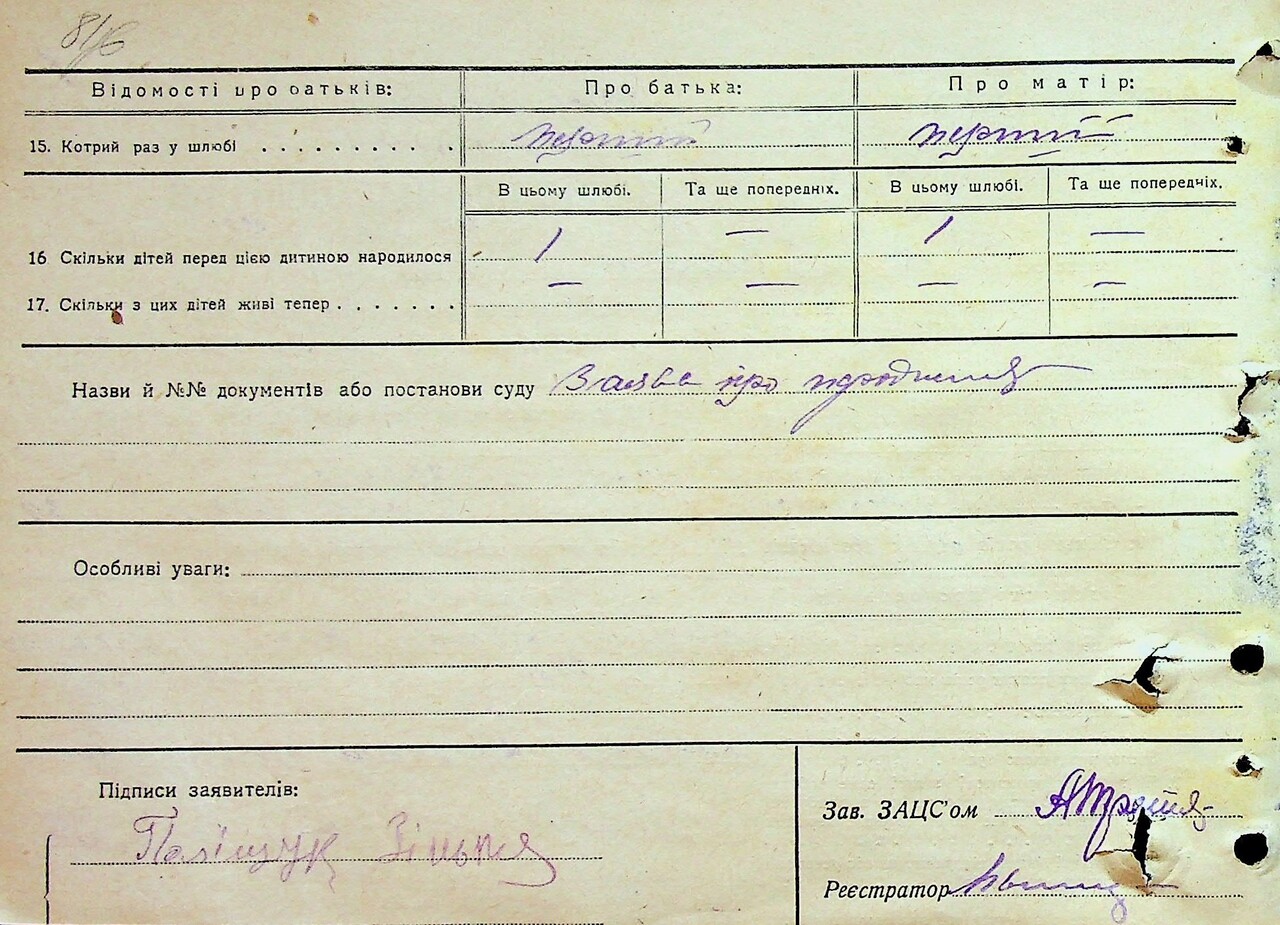 8/б
Відомості про батьків: Про батька: Про матір:
15. Котрий раз у шлюбі . . . . . . . . . . перший перший
В цьому шлюбі. Та ще попередніх. В цьому шлюбі. Та ще попередніх.
16 Скільки дітей перед цією дитиною народилося 1 — 1 —
17. Скільки з цих дітей живі тепер . . . . . . . — — — —
Назви й №№ документів або постанови суду Заява про
Особливі уваги:
Підписи заявителів:
Зав. ЗАЦС'ом
Поліщук
Реєстратор